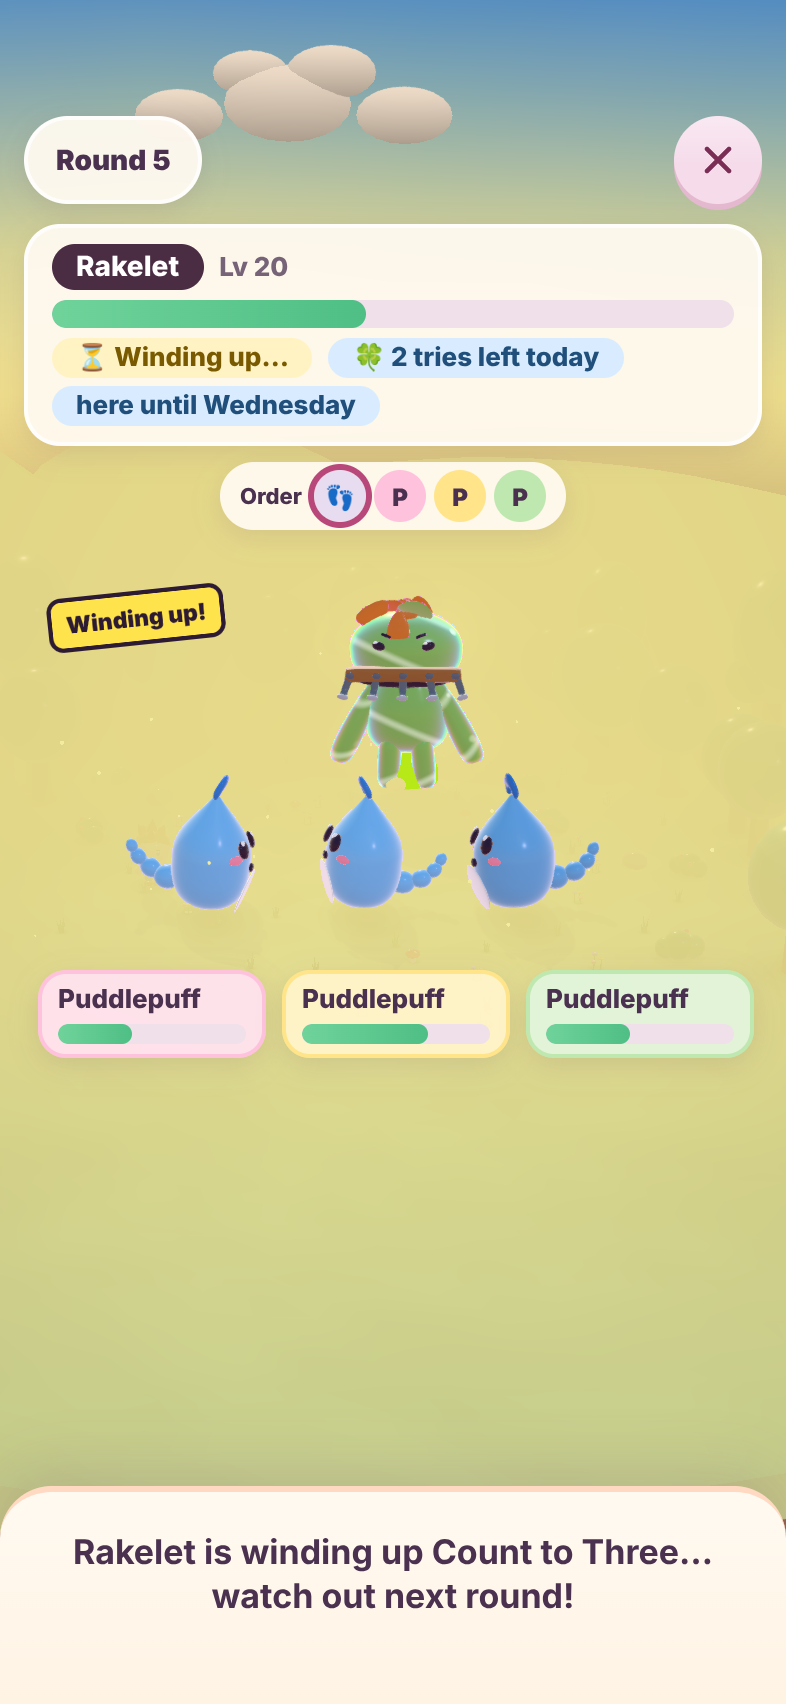 Round 5
Rakelet Lv 20
⏳ Winding up...
🍀 2 tries left today
here until Wednesday
Order 👣 P P P
Winding up!
Puddlepuff
Puddlepuff
Puddlepuff
Rakelet is winding up Count to Three...
watch out next round!